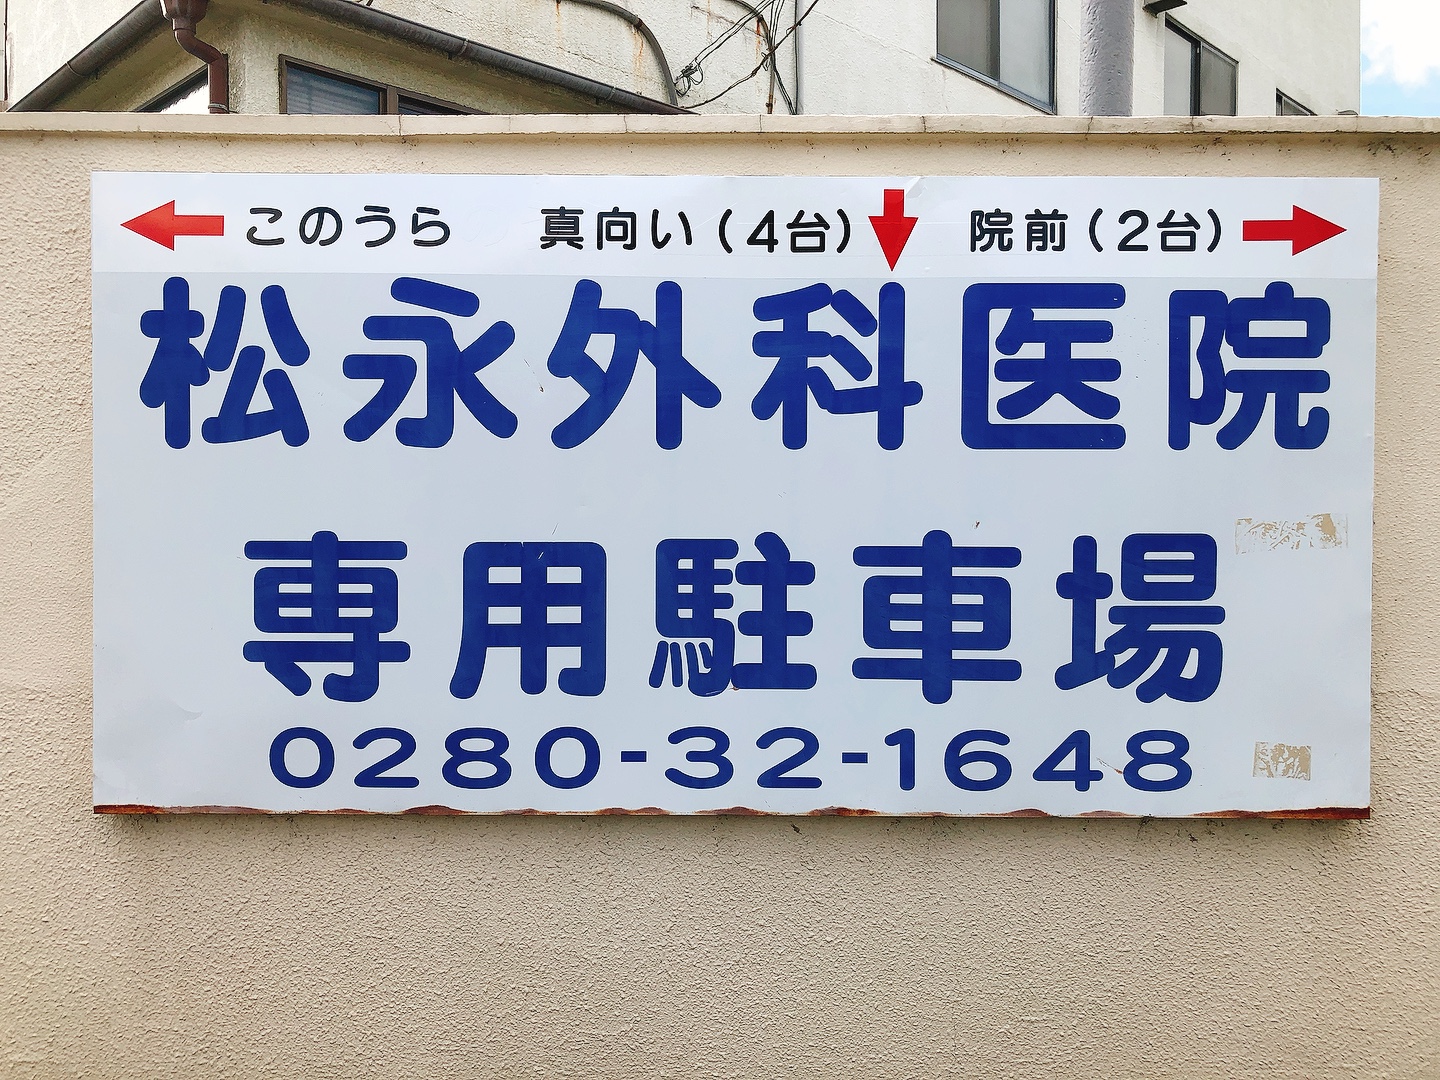 このうら 真向い（4台） 院前（2台）
松永外科医院
専用駐車場
0280-32-1648